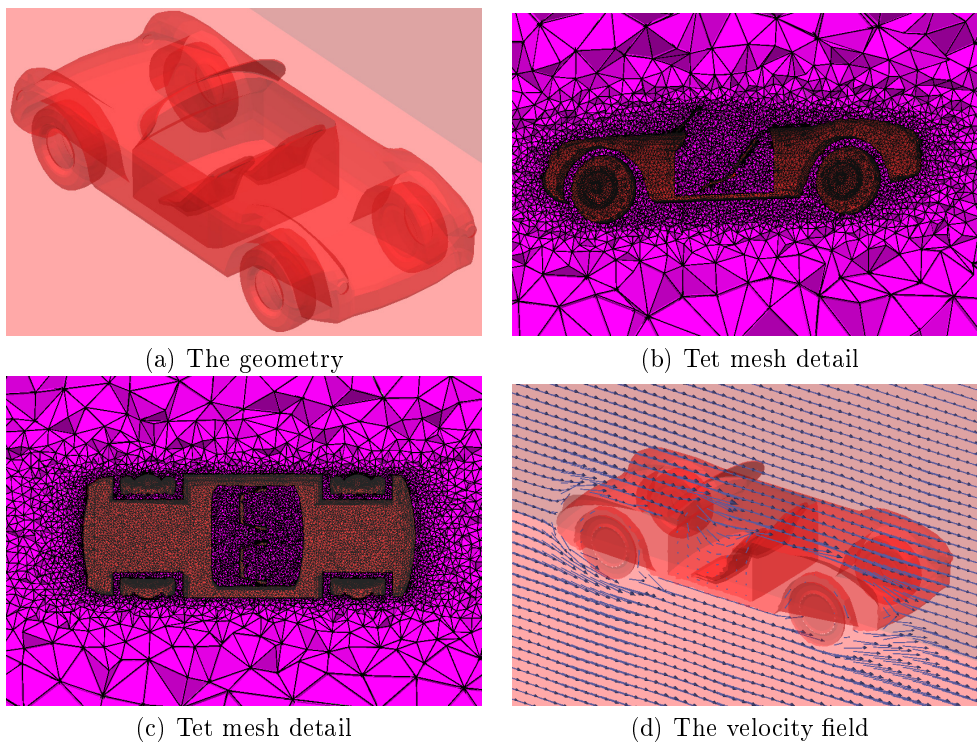 (a) The geometry
(b) Tet mesh detail
(c) Tet mesh detail
(d) The velocity field